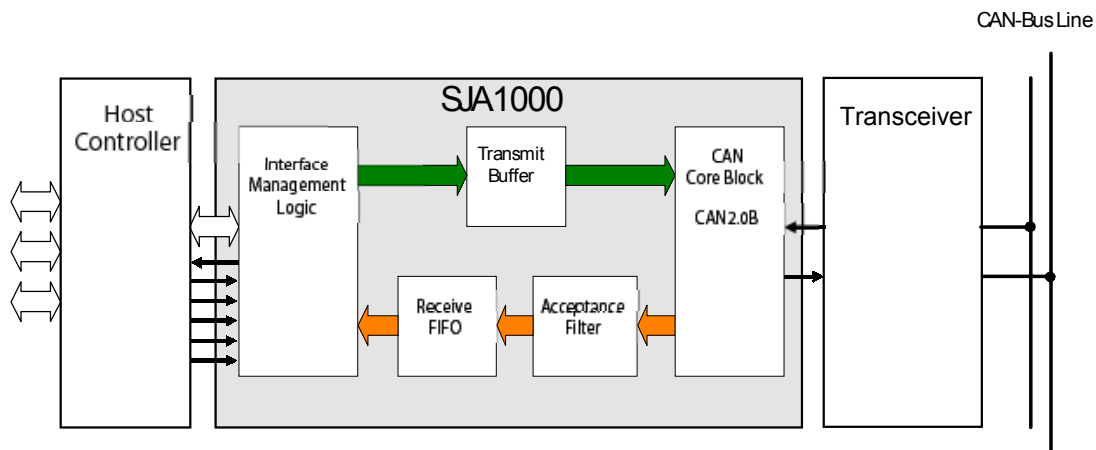 CAN-Bus Line
Host
Controller
SJA1000
Transceiver
Interface
Management
Logic
Transmit
Buffer
CAN
Core Block
CAN2.0B
Receive
FIFO
Acceptance
Filter